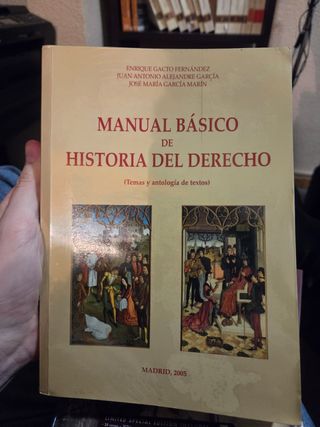 ENRIQUE GACTO FERNÁNDEZ
JUAN ANTONIO ALEJANDRE GARCÍA
JOSÉ MARÍA GARCÍA MARÍN
MANUAL BÁSICO
DE
HISTORIA DEL DERECHO
(Temas y antología de textos)
MADRID, 2005